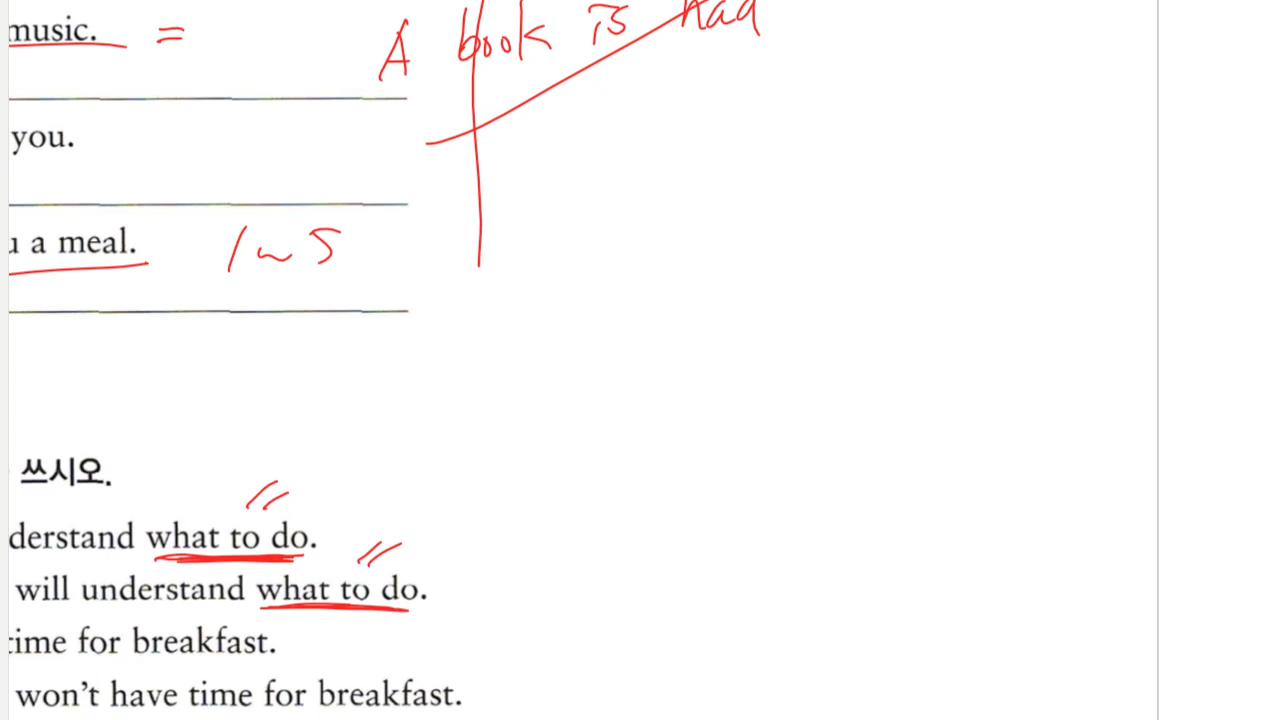 music. =
A book is had
you.
a meal. 1~5
쓰시오.
derstand what to do.
will understand what to do.
time for breakfast.
won't have time for breakfast.